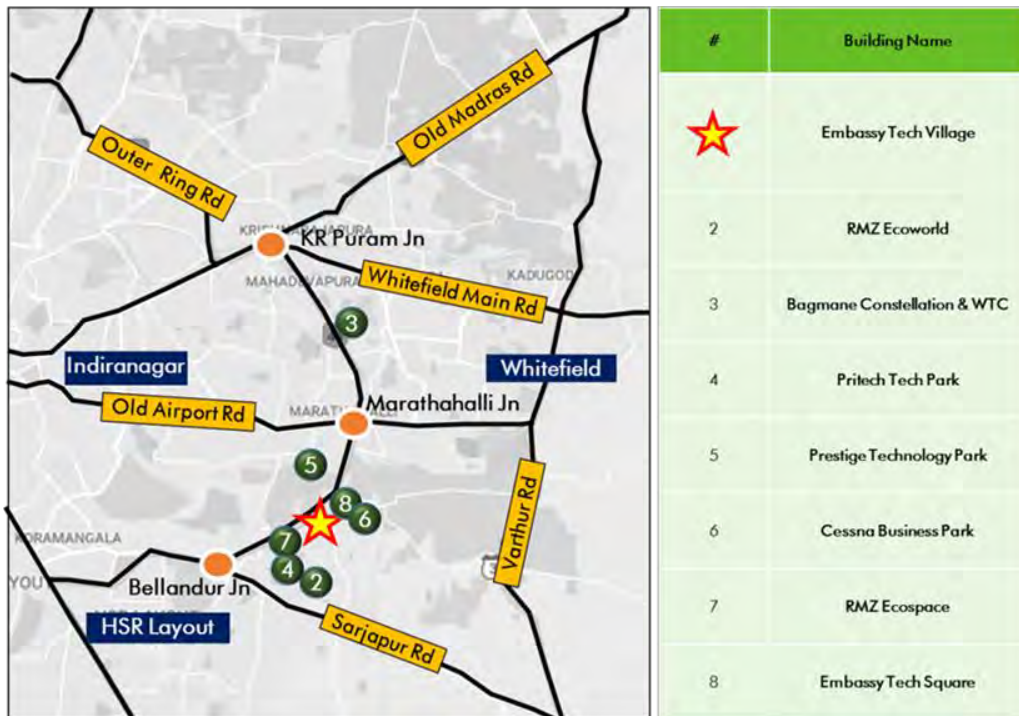 Old Madras Rd
Outer Ring Rd
KR Puram Jn
MAHADEVAPURA
Whitefield Main Rd
KADUGOD
3
Indiranagar
Whitefield
Marathahalli Jn
Old Airport Rd
5
8
6
Varthur Rd
KORAMANGALA
7
4
2
Bellandur Jn
YOU
HSR Layout
Sarjapur Rd
# Building Name
Embassy Tech Village
2 RMZ Ecoworld
3 Bagmane Constellation & WTC
4 Pritech Tech Park
5 Prestige Technology Park
6 Cessna Business Park
7 RMZ Ecospace
8 Embassy Tech Square